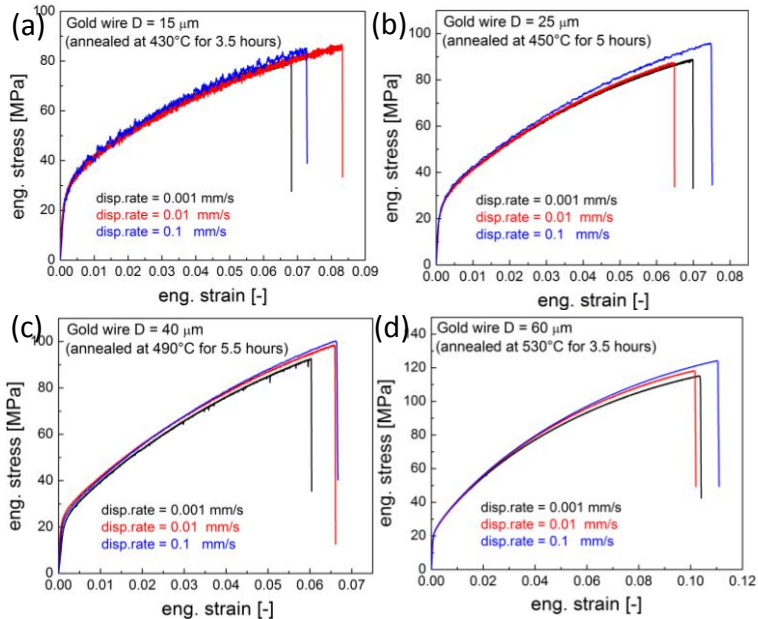 (a)
Gold wire D = 15 μm
(annealed at 430°C for 3.5 hours)
eng. stress [MPa]
100
80
60
40
20
0
disp.rate = 0.001 mm/s
disp.rate = 0.01 mm/s
disp.rate = 0.1 mm/s
0.00 0.01 0.02 0.03 0.04 0.05 0.06 0.07 0.08 0.09
eng. strain [-]
(b)
Gold wire D = 25 μm
(annealed at 450°C for 5 hours)
eng. stress [MPa]
100
80
60
40
20
0
disp.rate = 0.001 mm/s
disp.rate = 0.01 mm/s
disp.rate = 0.1 mm/s
0.00 0.01 0.02 0.03 0.04 0.05 0.06 0.07 0.08
eng. strain [-]
(c)
Gold wire D = 40 μm
(annealed at 490°C for 5.5 hours)
eng. stress [MPa]
100
80
60
40
20
0
disp.rate = 0.001 mm/s
disp.rate = 0.01 mm/s
disp.rate = 0.1 mm/s
0.00 0.01 0.02 0.03 0.04 0.05 0.06 0.07
eng. strain [-]
(d)
Gold wire D = 60 μm
(annealed at 530°C for 3.5 hours)
eng. stress [MPa]
140
120
100
80
60
40
20
0
disp.rate = 0.001 mm/s
disp.rate = 0.01 mm/s
disp.rate = 0.1 mm/s
0.00 0.02 0.04 0.06 0.08 0.10 0.12
eng. strain [-]